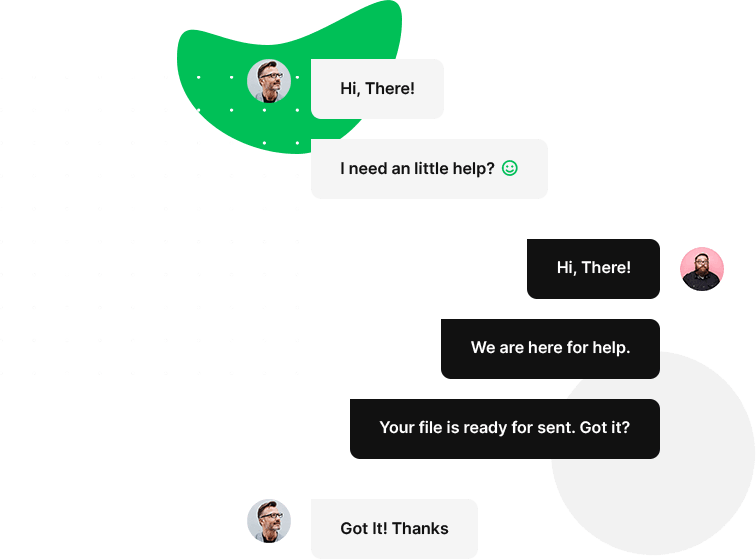 Hi, There!
I need an little help?
Hi, There!
We are here for help.
Your file is ready for sent. Got it?
Got It! Thanks